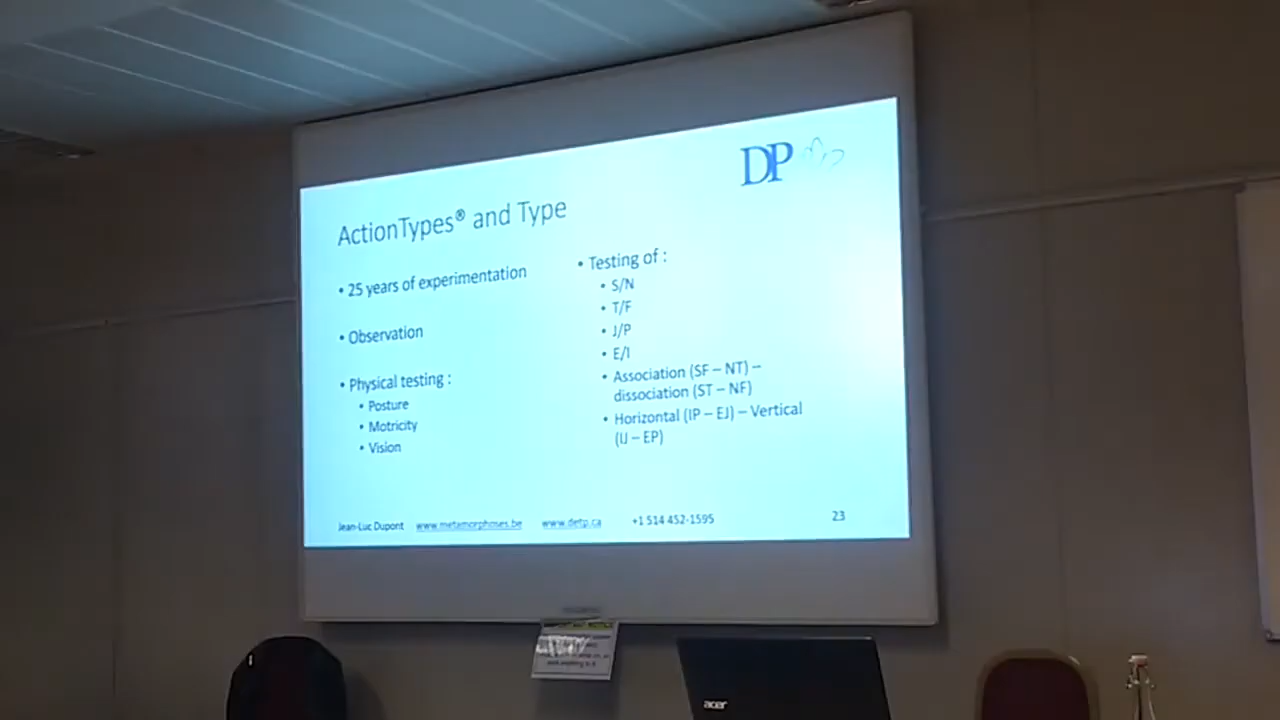 DP
ActionTypes® and Type
• 25 years of experimentation
• Observation
• Physical testing :
• Posture
• Motricity
• Vision
• Testing of :
• S/N
• T/F
• J/P
• E/I
• Association (SF – NT) –
dissociation (ST – NF)
• Horizontal (IP – EJ) – Vertical
(IJ – EP)
Jean-Luc Dupont www.metamorphoses.be www.detp.ca +1 514 452-1595 23
acer